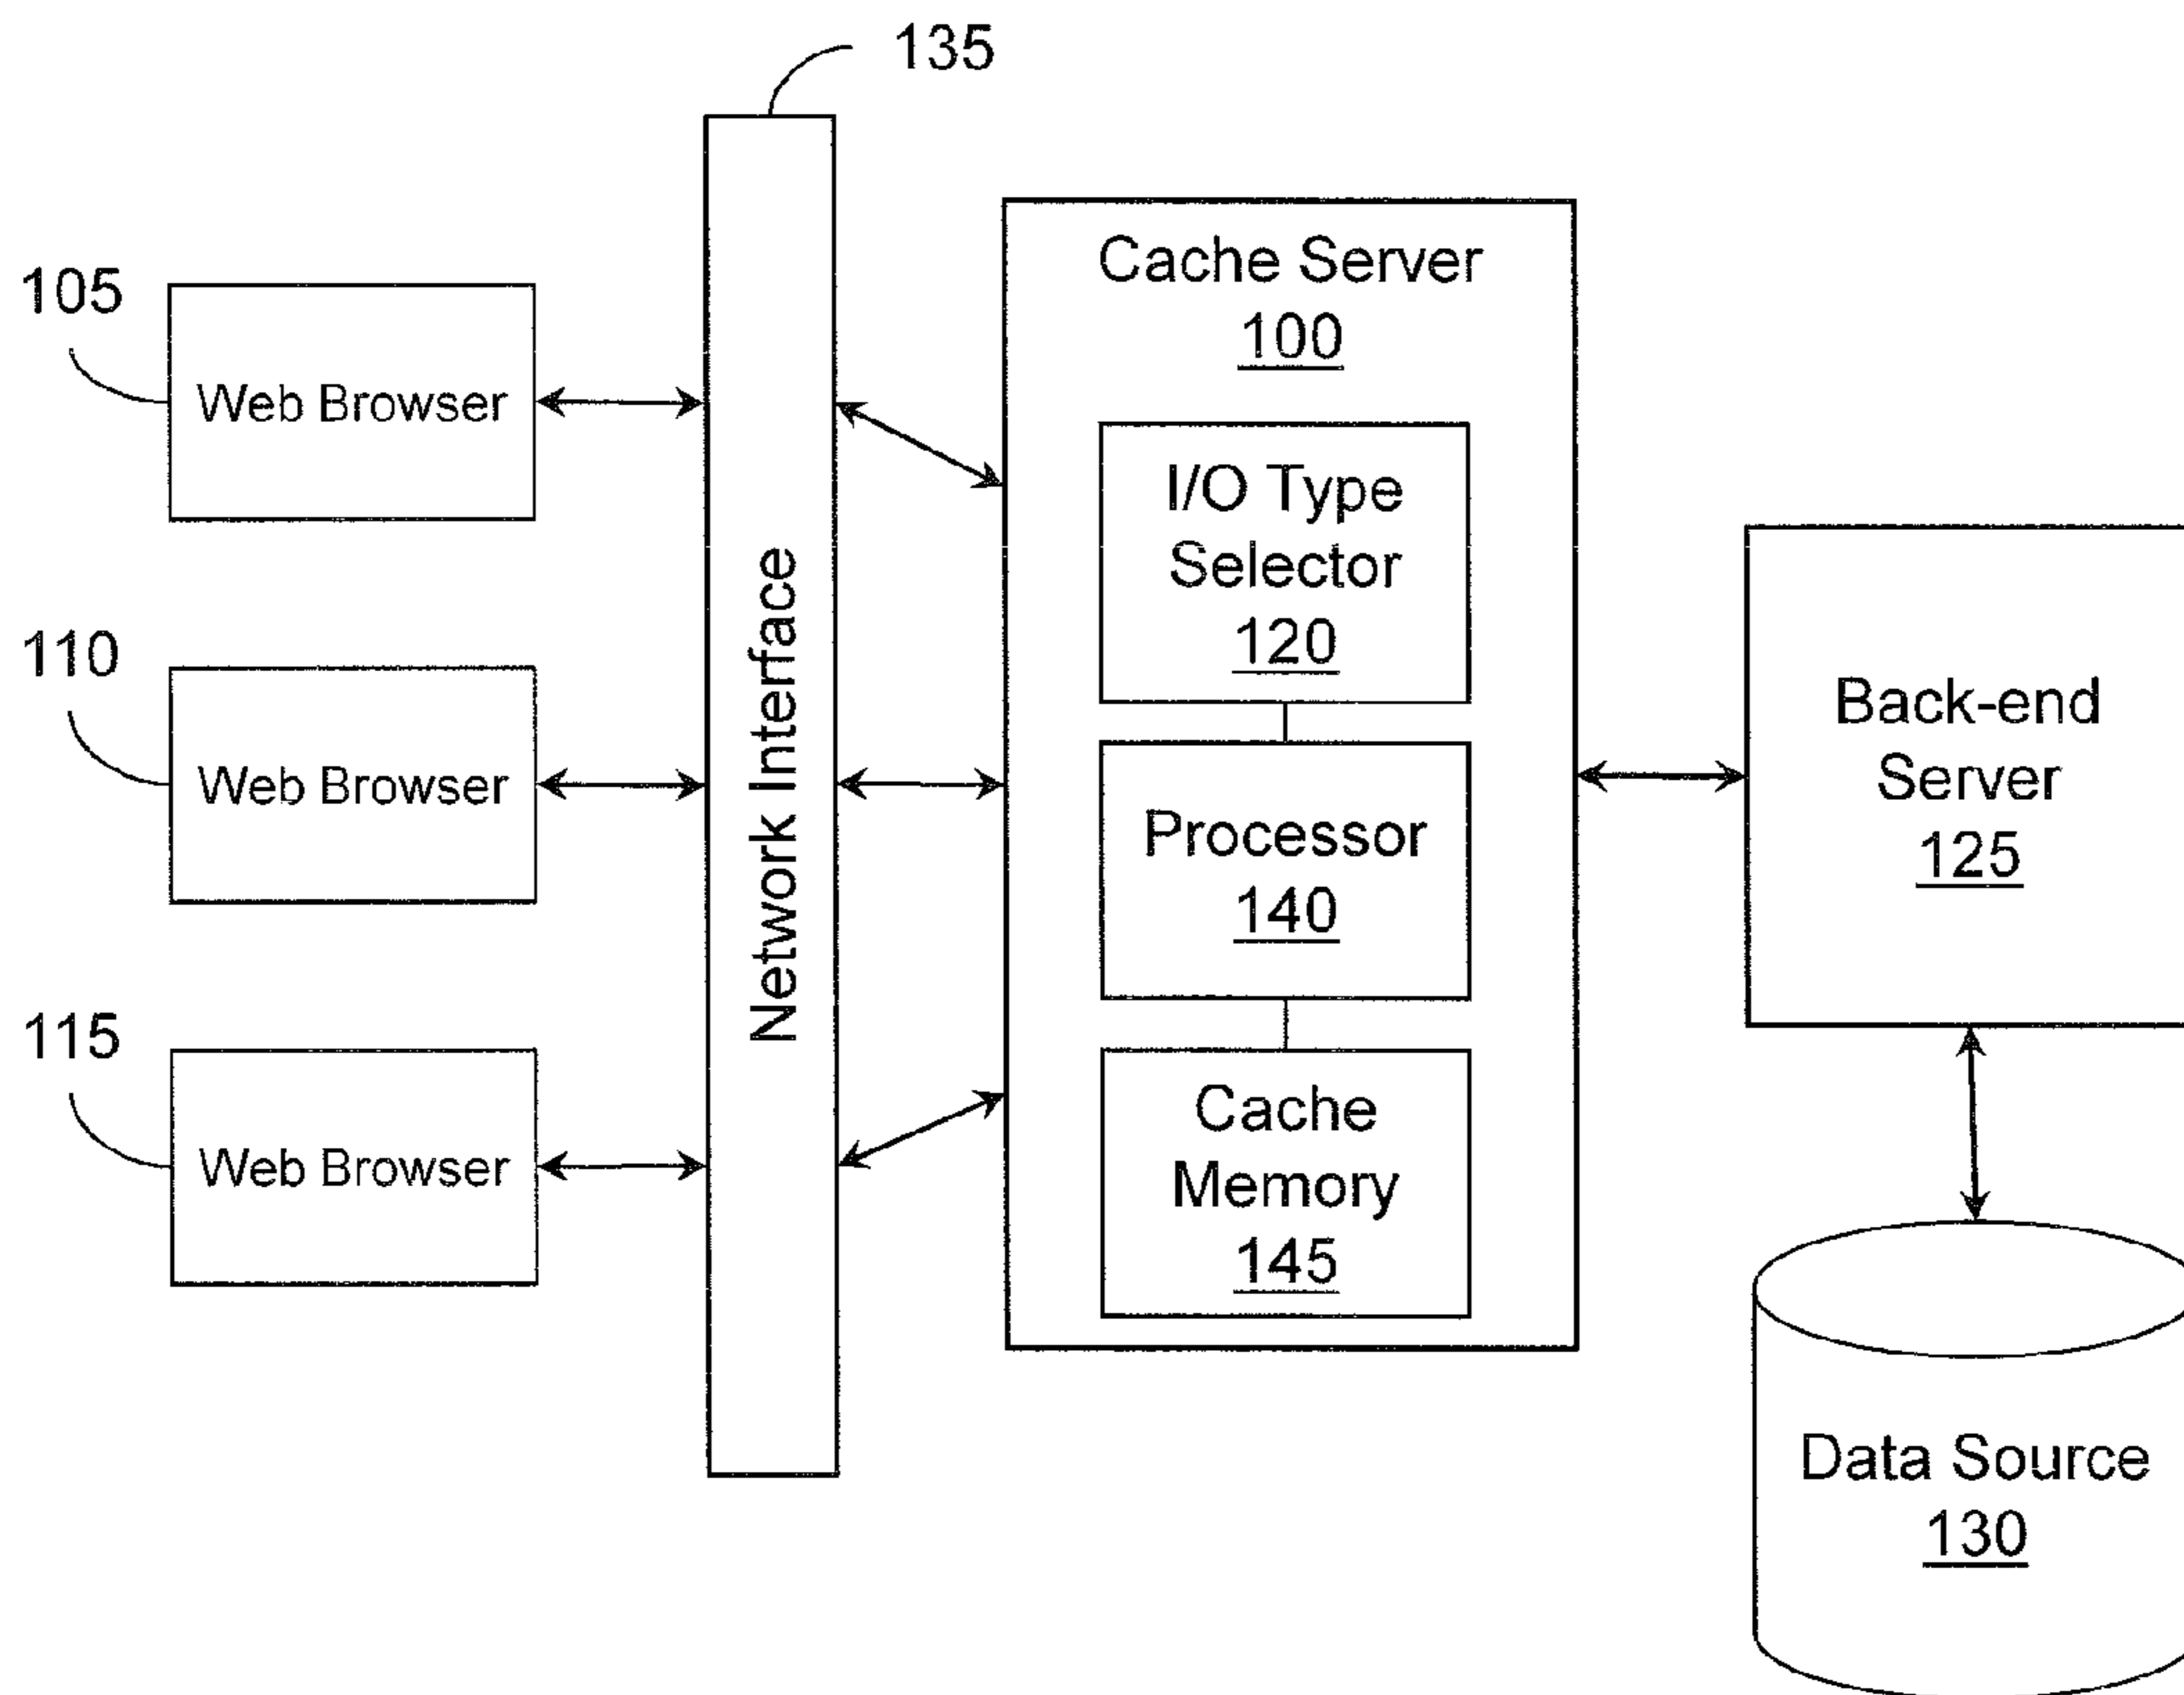 135
105
Web Browser
110
Web Browser
115
Web Browser
Network Interface
Cache Server
100
I/O Type
Selector
120
Processor
140
Cache
Memory
145
Back-end
Server
125
Data Source
130